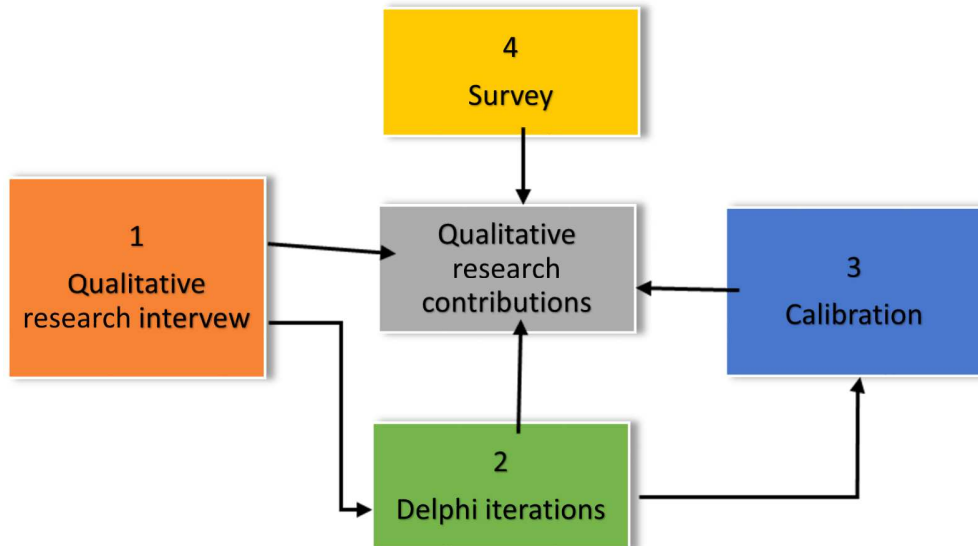 4
Survey
1
Qualitative
research intervew
Qualitative
research
contributions
3
Calibration
2
Delphi iterations